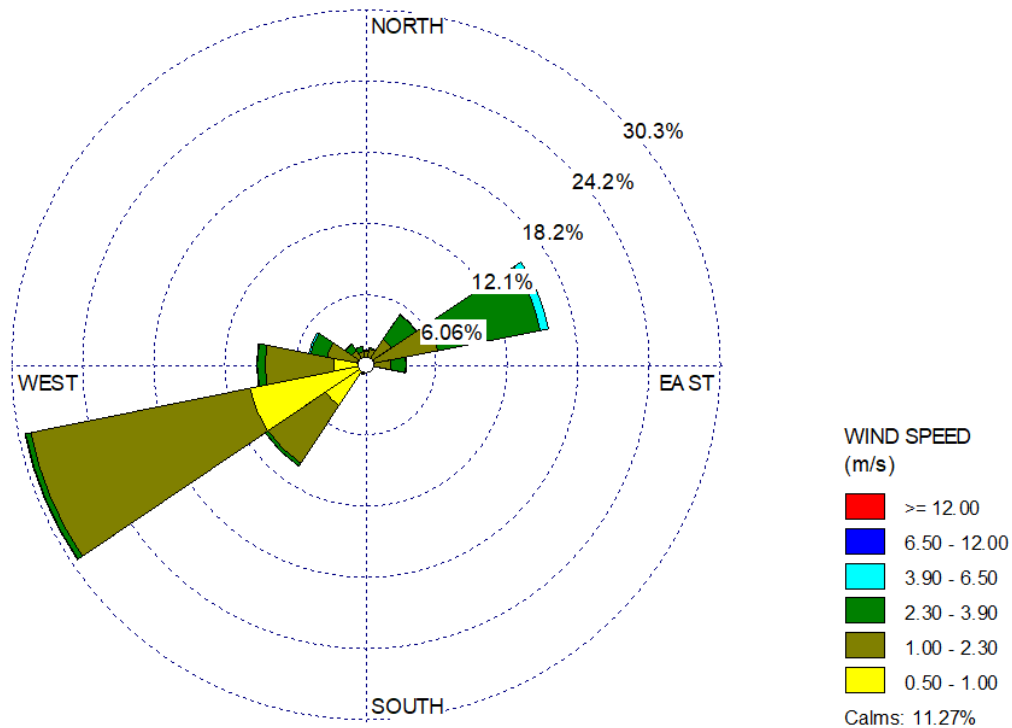 NORTH
30.3%
24.2%
18.2%
12.1%
6.06%
WEST
EAST
SOUTH
WIND SPEED
(m/s)
>= 12.00
6.50 - 12.00
3.90 - 6.50
2.30 - 3.90
1.00 - 2.30
0.50 - 1.00
Calms: 11.27%